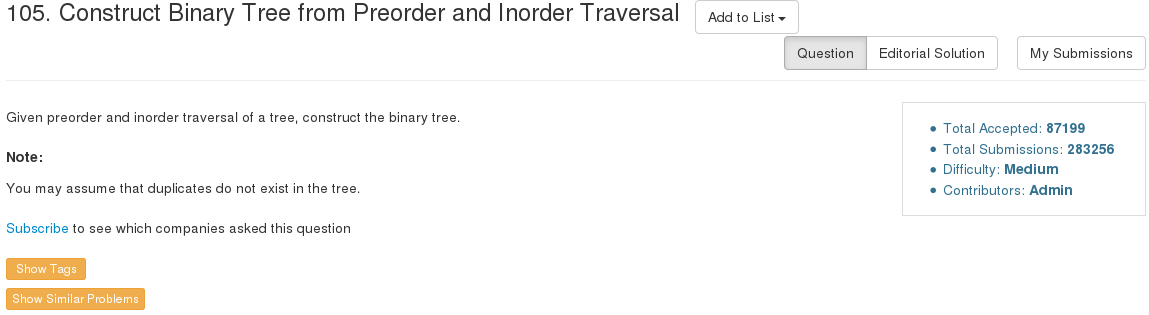 105. Construct Binary Tree from Preorder and Inorder Traversal
Add to List
Question
Editorial Solution
My Submissions
Given preorder and inorder traversal of a tree, construct the binary tree.
Note:
You may assume that duplicates do not exist in the tree.
Subscribe to see which companies asked this question
Show Tags
Show Similar Problems
Total Accepted: 87199
Total Submissions: 283256
Difficulty: Medium
Contributors: Admin